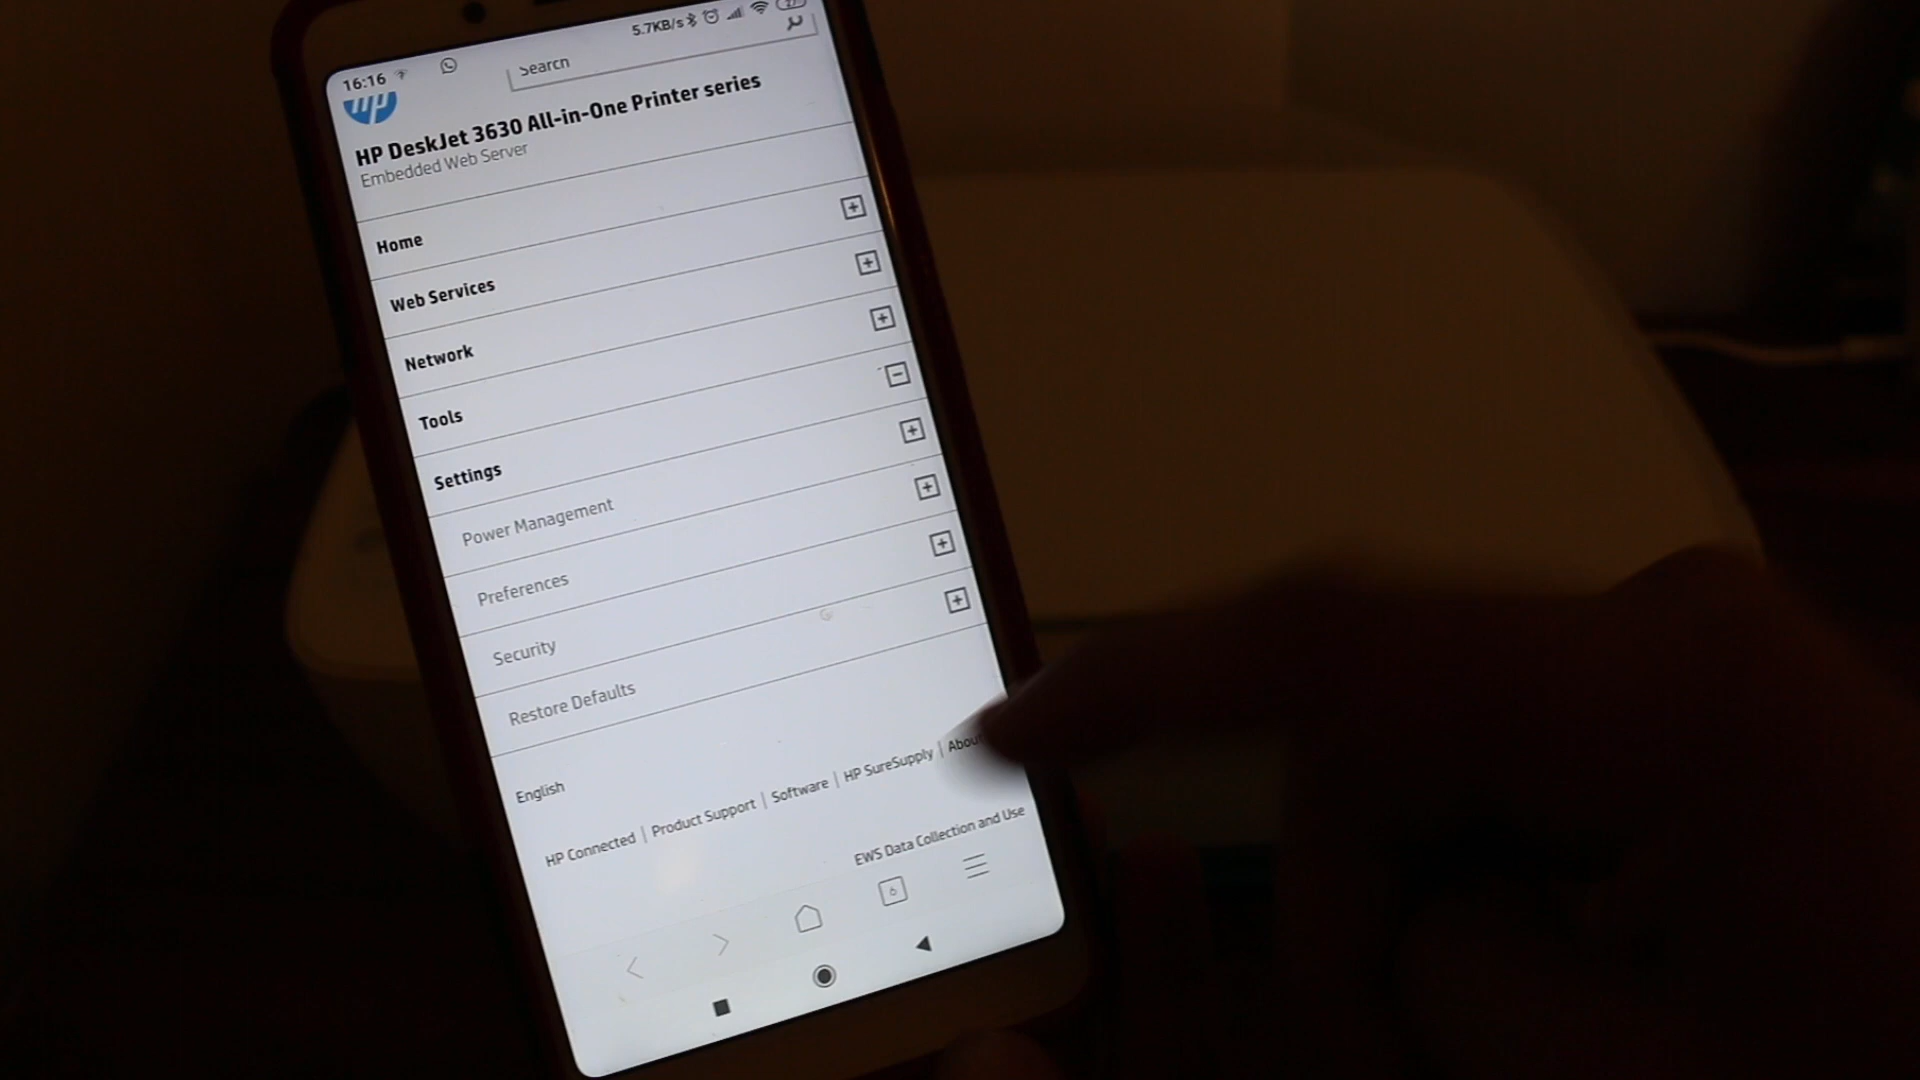 16:16 5.7KB/s
Search
hp
HP DeskJet 3630 All-in-One Printer series
Embedded Web Server
Home
Web Services
Network
Tools
Settings
Power Management
Preferences
Security
Restore Defaults
English
HP Connected | Product Support | Software | HP SureSupply | About
EWS Data Collection and Use